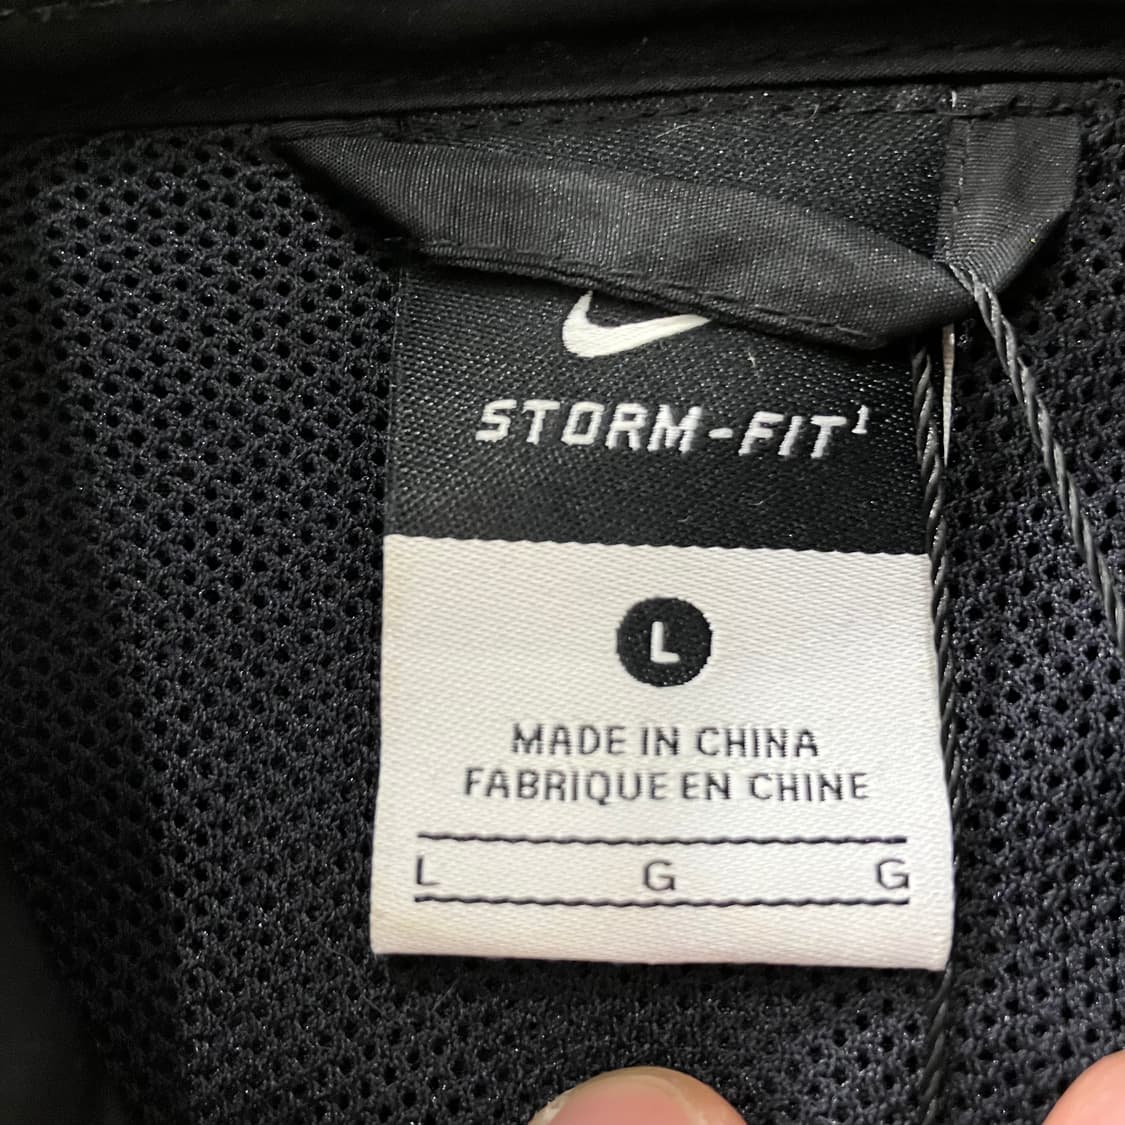 STORM-FIT¹
L
MADE IN CHINA
FABRIQUE EN CHINE
L G G